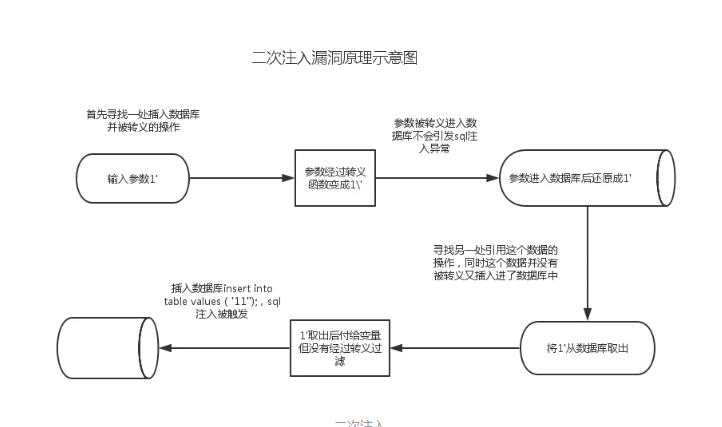 二次注入漏洞原理示意图
首先寻找一处插入数据库
并被转义的操作
参数被转义进入数
据库不会引发sql注
入异常
输入参数1'
参数经过转义
函数变成1\'
参数进入数据库后还原成1'
寻找另一处引用这个数据的
操作，同时这个数据并没有
被转义又插入进了数据库中
插入数据库insert into
table values ( '11''); , sql
注入被触发
1'取出后付给变量
但没有经过转义过
滤
将1'从数据库取出
二次注入